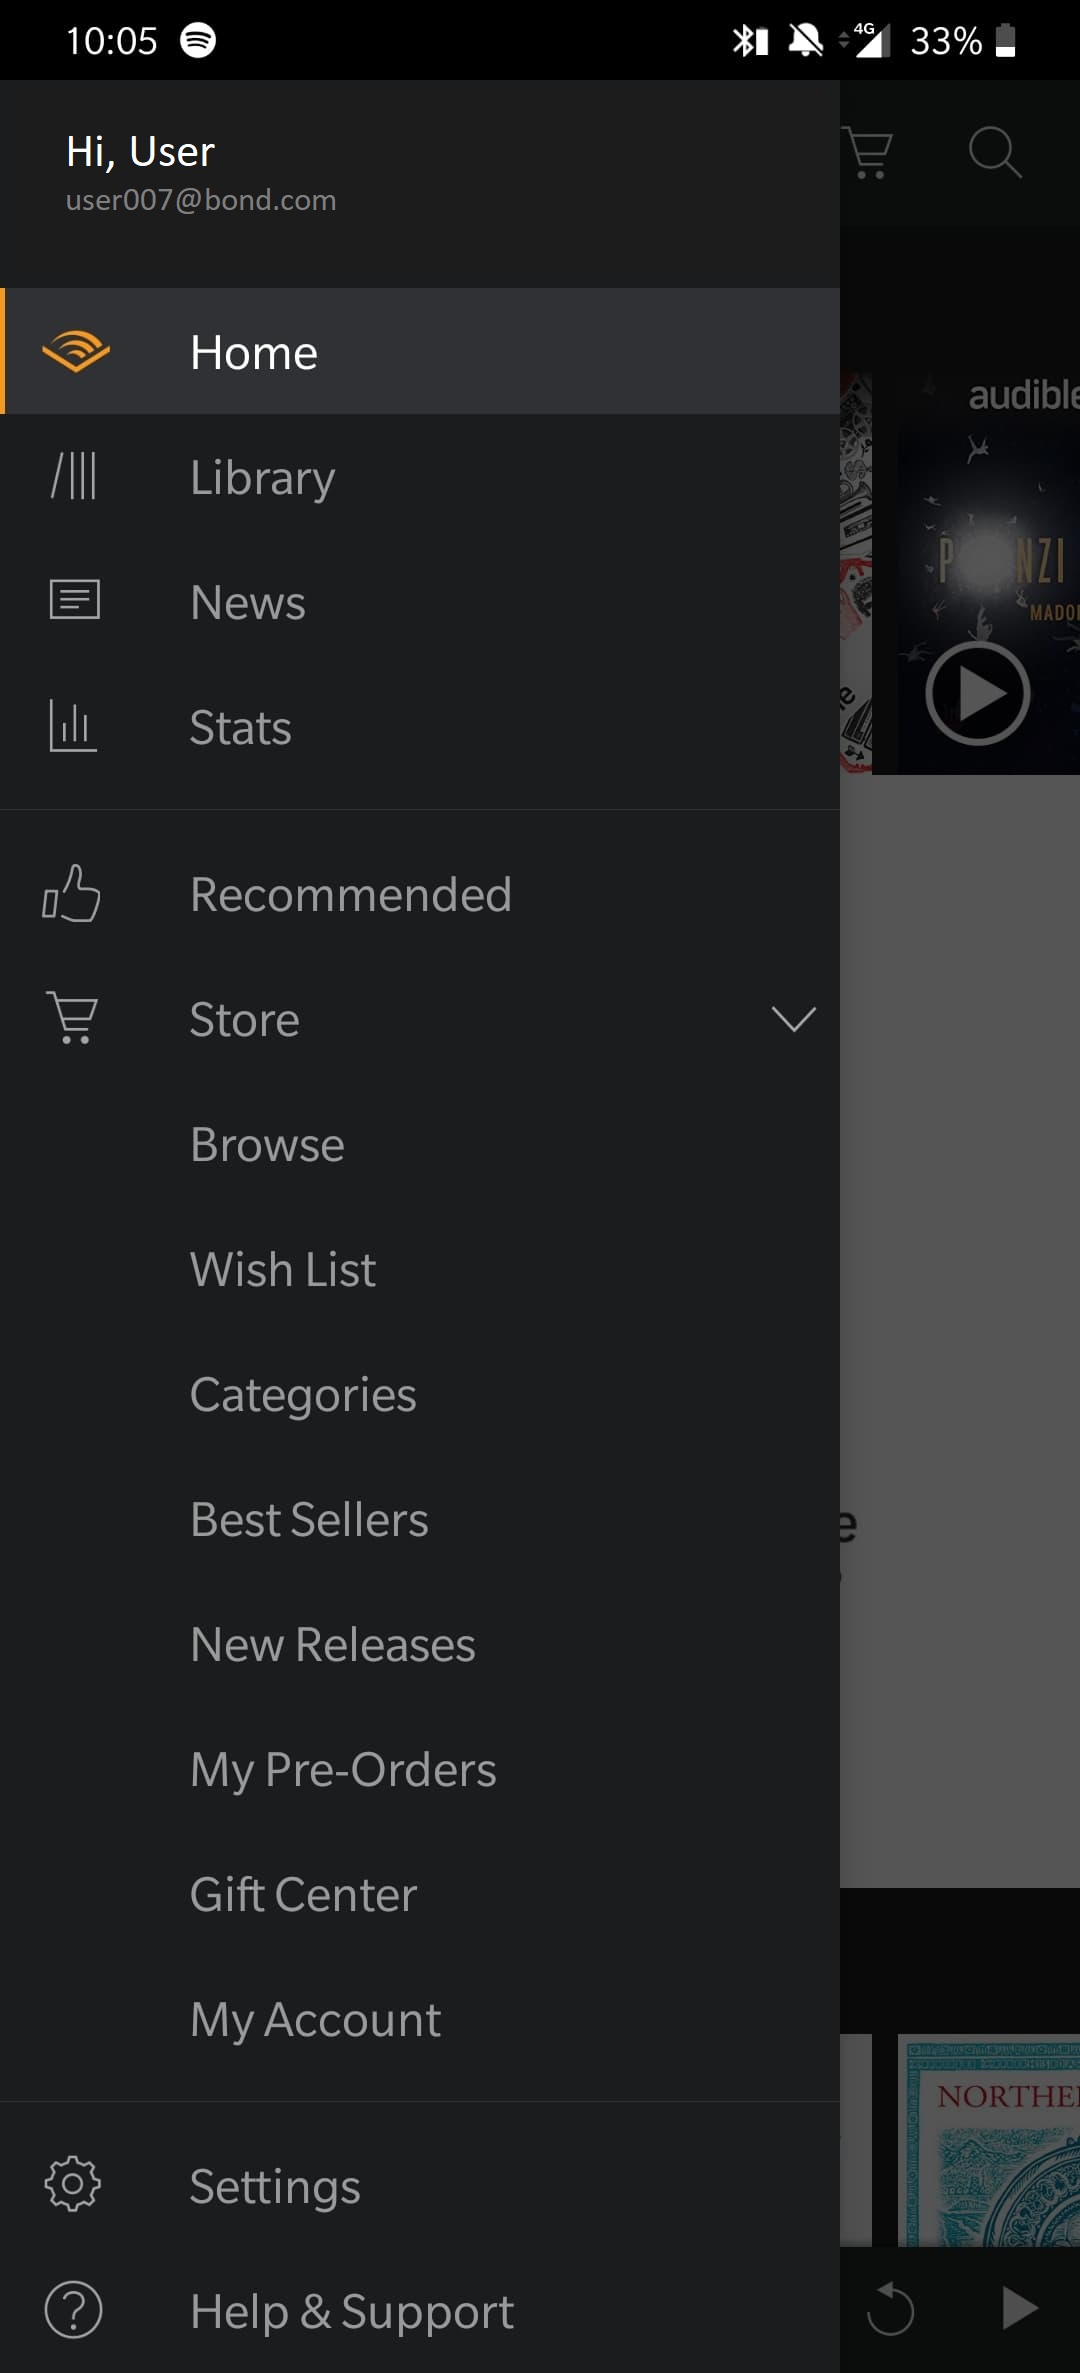 10:05
4G
33%
Hi, User
user007@bond.com
Home
audible
Library
News
MADO
Stats
Recommended
Store
Browse
Wish List
Categories
Best Sellers
e
New Releases
My Pre-Orders
Gift Center
My Account
NORTHE
Settings
Help & Support